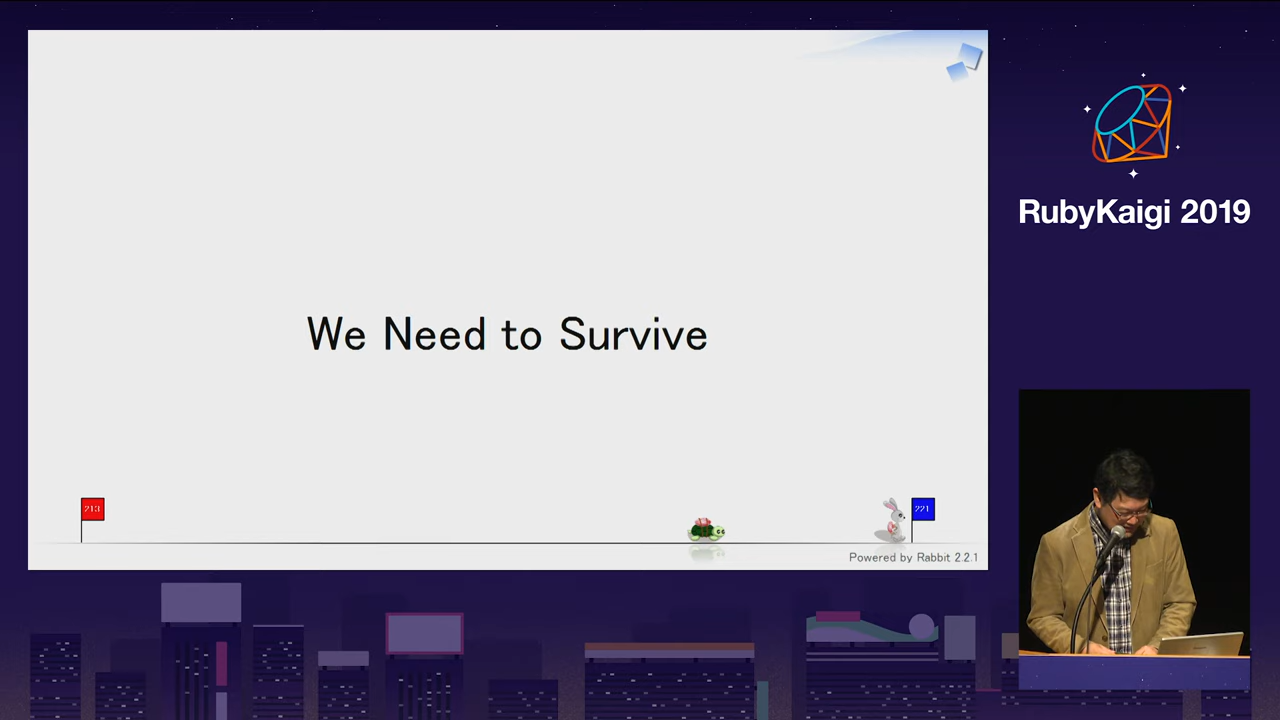 RubyKaigi 2019
We Need to Survive
213
221
Powered by Rabbit 2.2.1